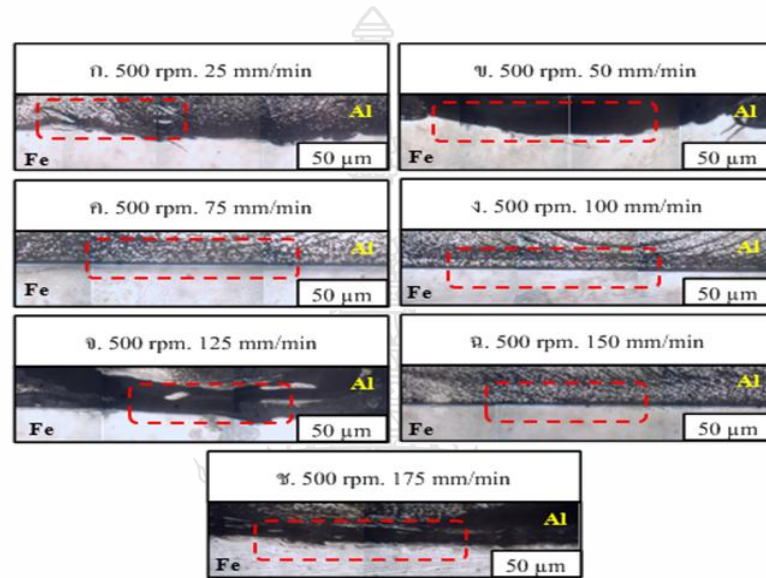 ก. 500 rpm. 25 mm/min
Al
Fe
50 µm
ข. 500 rpm. 50 mm/min
Al
Fe
50 µm
ค. 500 rpm. 75 mm/min
Al
Fe
50 µm
ง. 500 rpm. 100 mm/min
Al
Fe
50 µm
จ. 500 rpm. 125 mm/min
Al
Fe
50 µm
ฉ. 500 rpm. 150 mm/min
Al
Fe
50 µm
ช. 500 rpm. 175 mm/min
Al
Fe
50 µm